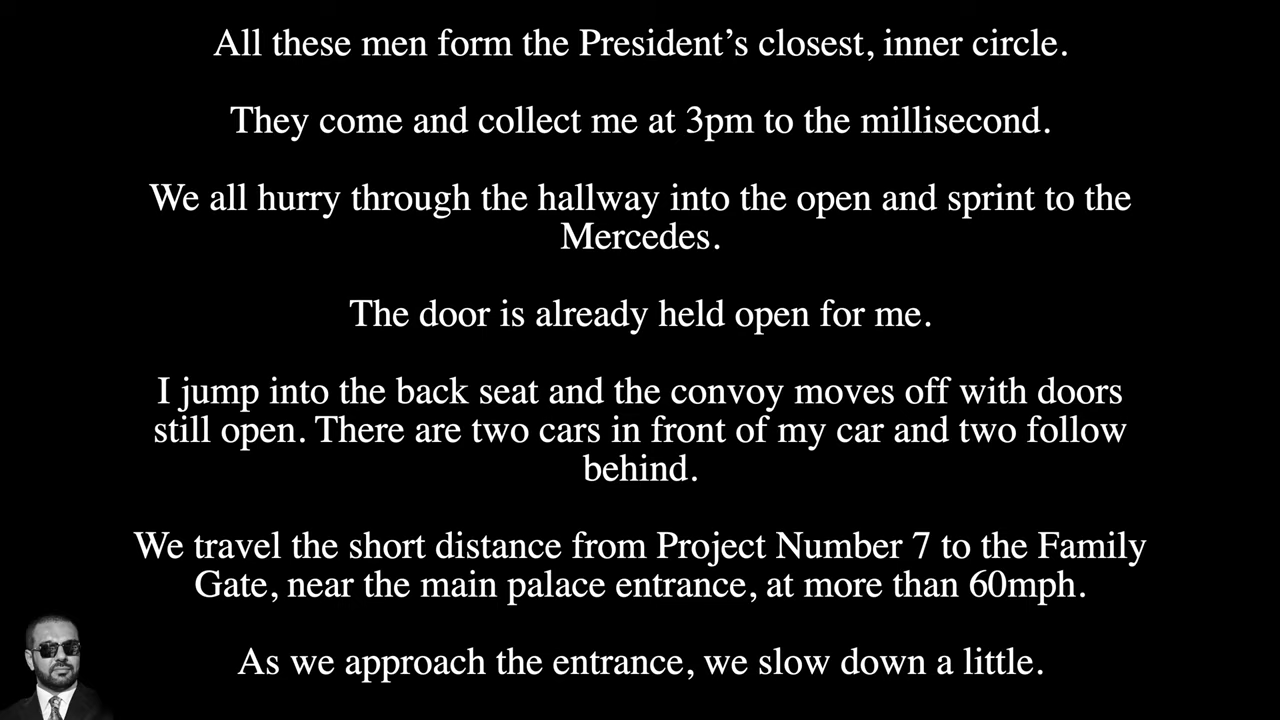 All these men form the President’s closest, inner circle.
They come and collect me at 3pm to the millisecond.
We all hurry through the hallway into the open and sprint to the
Mercedes.
The door is already held open for me.
I jump into the back seat and the convoy moves off with doors
still open. There are two cars in front of my car and two follow
behind.
We travel the short distance from Project Number 7 to the Family
Gate, near the main palace entrance, at more than 60mph.
As we approach the entrance, we slow down a little.